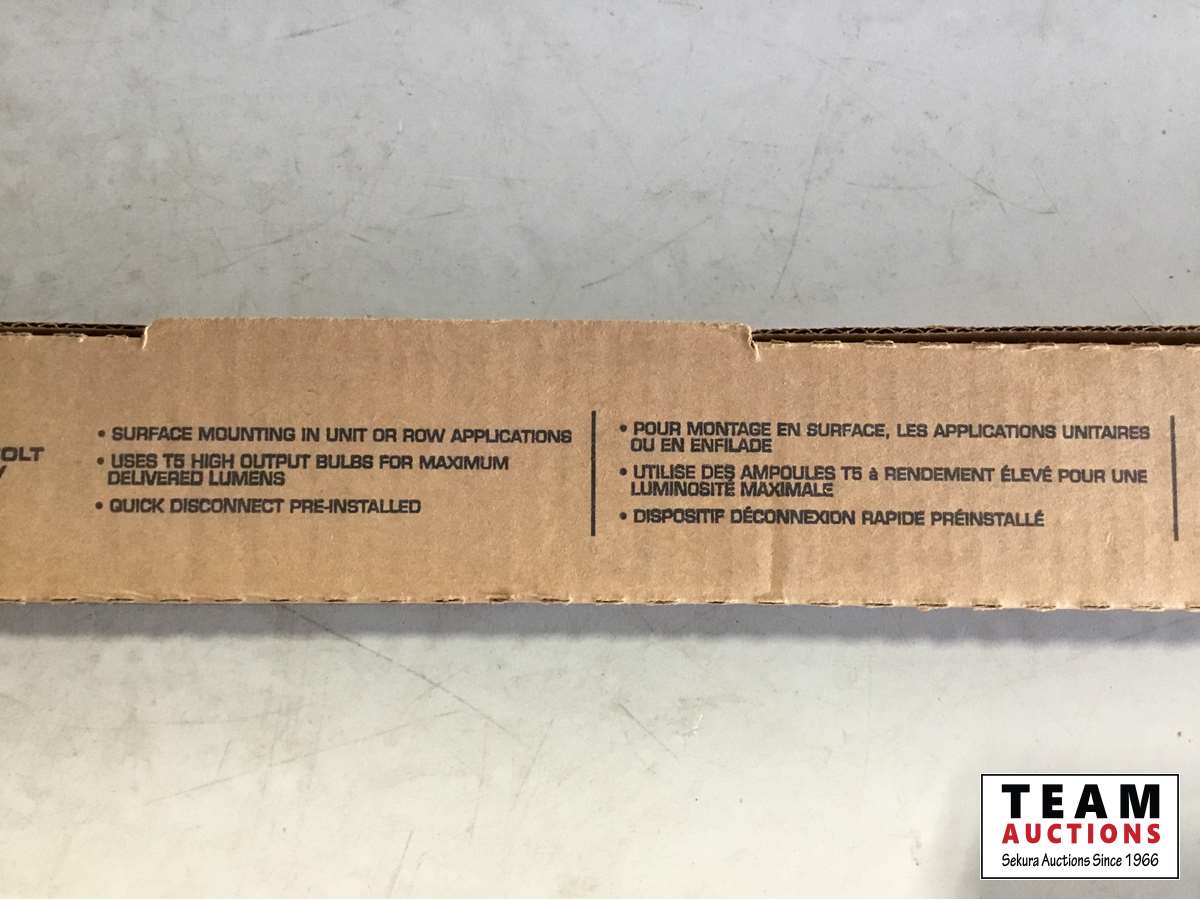 OLT
• SURFACE MOUNTING IN UNIT OR ROW APPLICATIONS
• USES T5 HIGH OUTPUT BULBS FOR MAXIMUM
DELIVERED LUMENS
• QUICK DISCONNECT PRE-INSTALLED
• POUR MONTAGE EN SURFACE, LES APPLICATIONS UNITAIRES
OU EN ENFILADE
• UTILISE DES AMPOULES T5 à RENDEMENT ÉLEVÉ POUR UNE
LUMINOSITÉ MAXIMALE
• DISPOSITIF DÉCONNEXION RAPIDE PRÉINSTALLÉ
TEAM
AUCTIONS
Sekura Auctions Since 1966